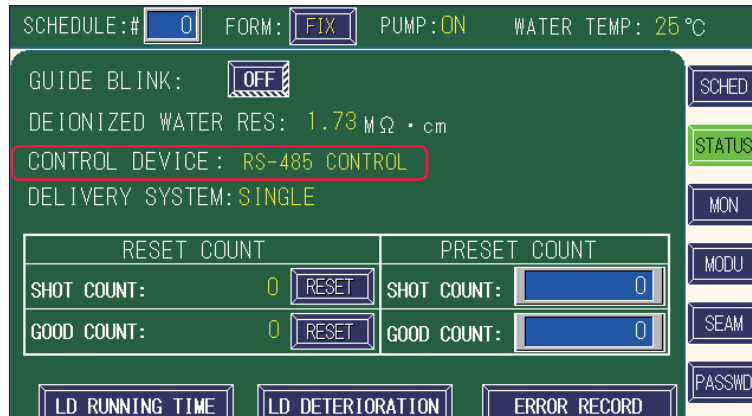 SCHEDULE:# 0 FORM: FIX PUMP:ON WATER TEMP: 25 °C
GUIDE BLINK: OFF
DEIONIZED WATER RES: 1.73 MΩ・cm
CONTROL DEVICE: RS-485 CONTROL
DELIVERY SYSTEM:SINGLE
RESET COUNT PRESET COUNT
SHOT COUNT: 0 RESET SHOT COUNT: 0
GOOD COUNT: 0 RESET GOOD COUNT: 0
LD RUNNING TIME LD DETERIORATION ERROR RECORD
SCHED
STATUS
MON
MODU
SEAM
PASSWD